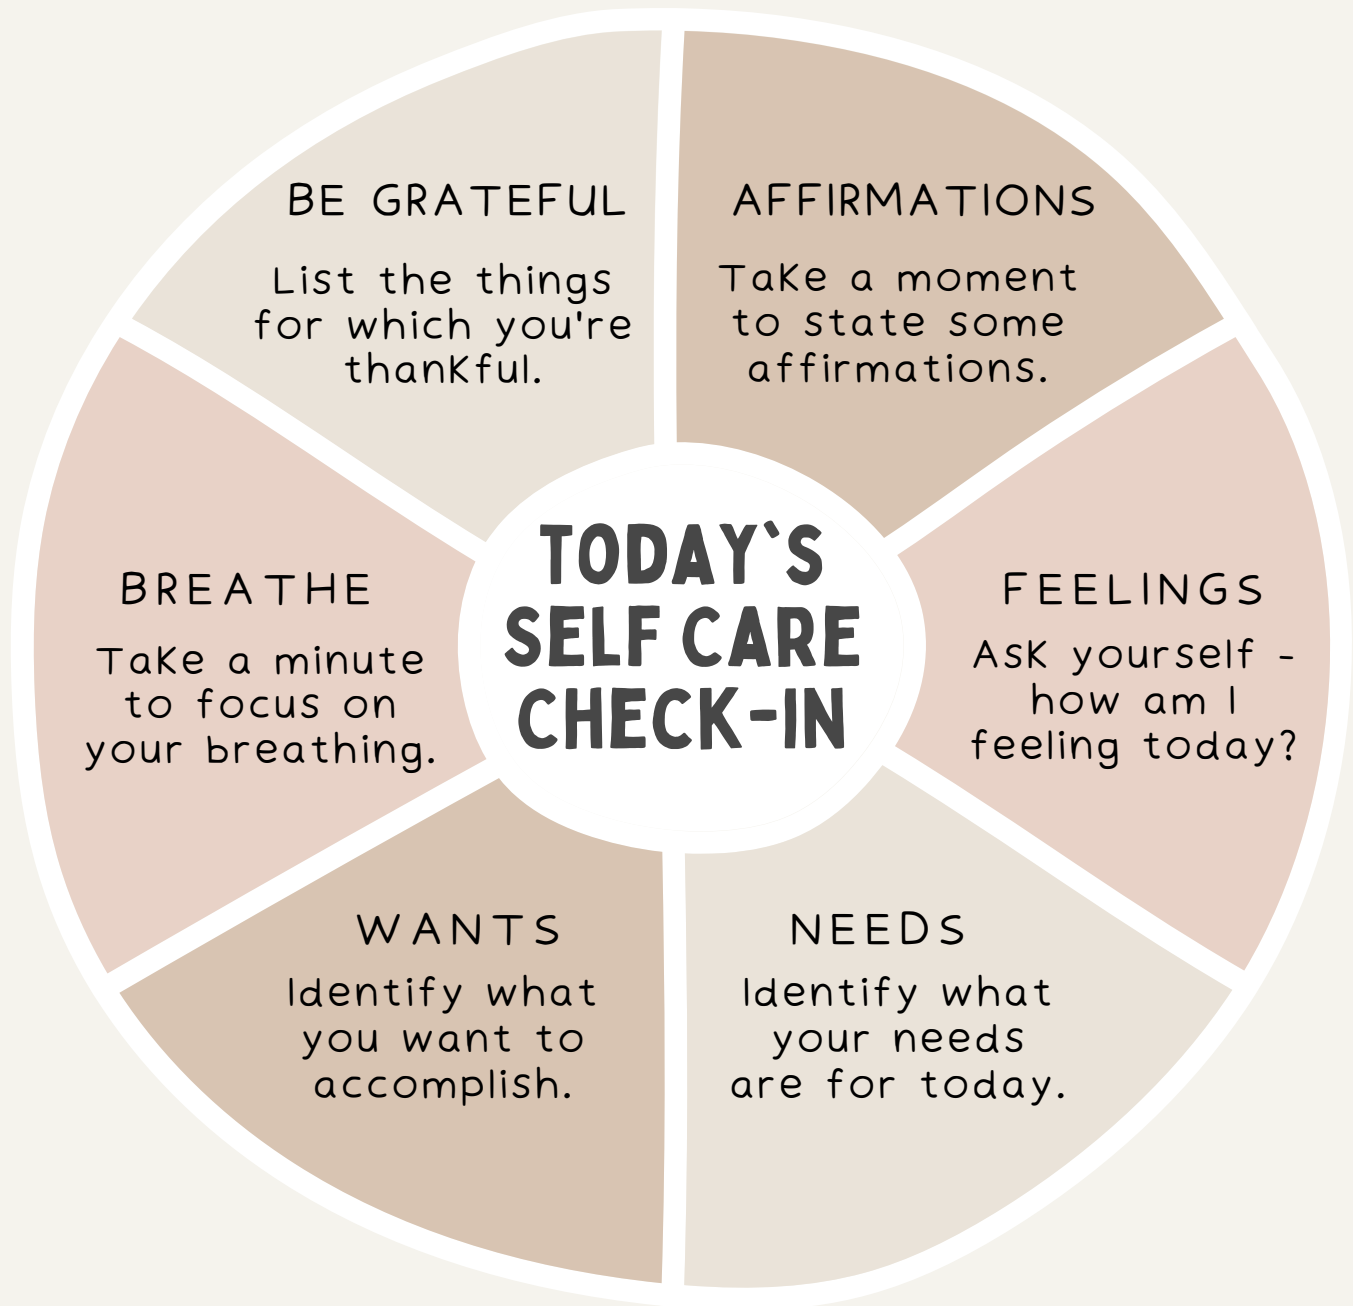 TODAY`S
SELF CARE
CHECK-IN
BE GRATEFUL
List the things
for which you're
thankful.
AFFIRMATIONS
Take a moment
to state some
affirmations.
FEELINGS
Ask yourself -
how am I
feeling today?
NEEDS
Identify what
your needs
are for today.
WANTS
Identify what
you want to
accomplish.
BREATHE
Take a minute
to focus on
your breathing.